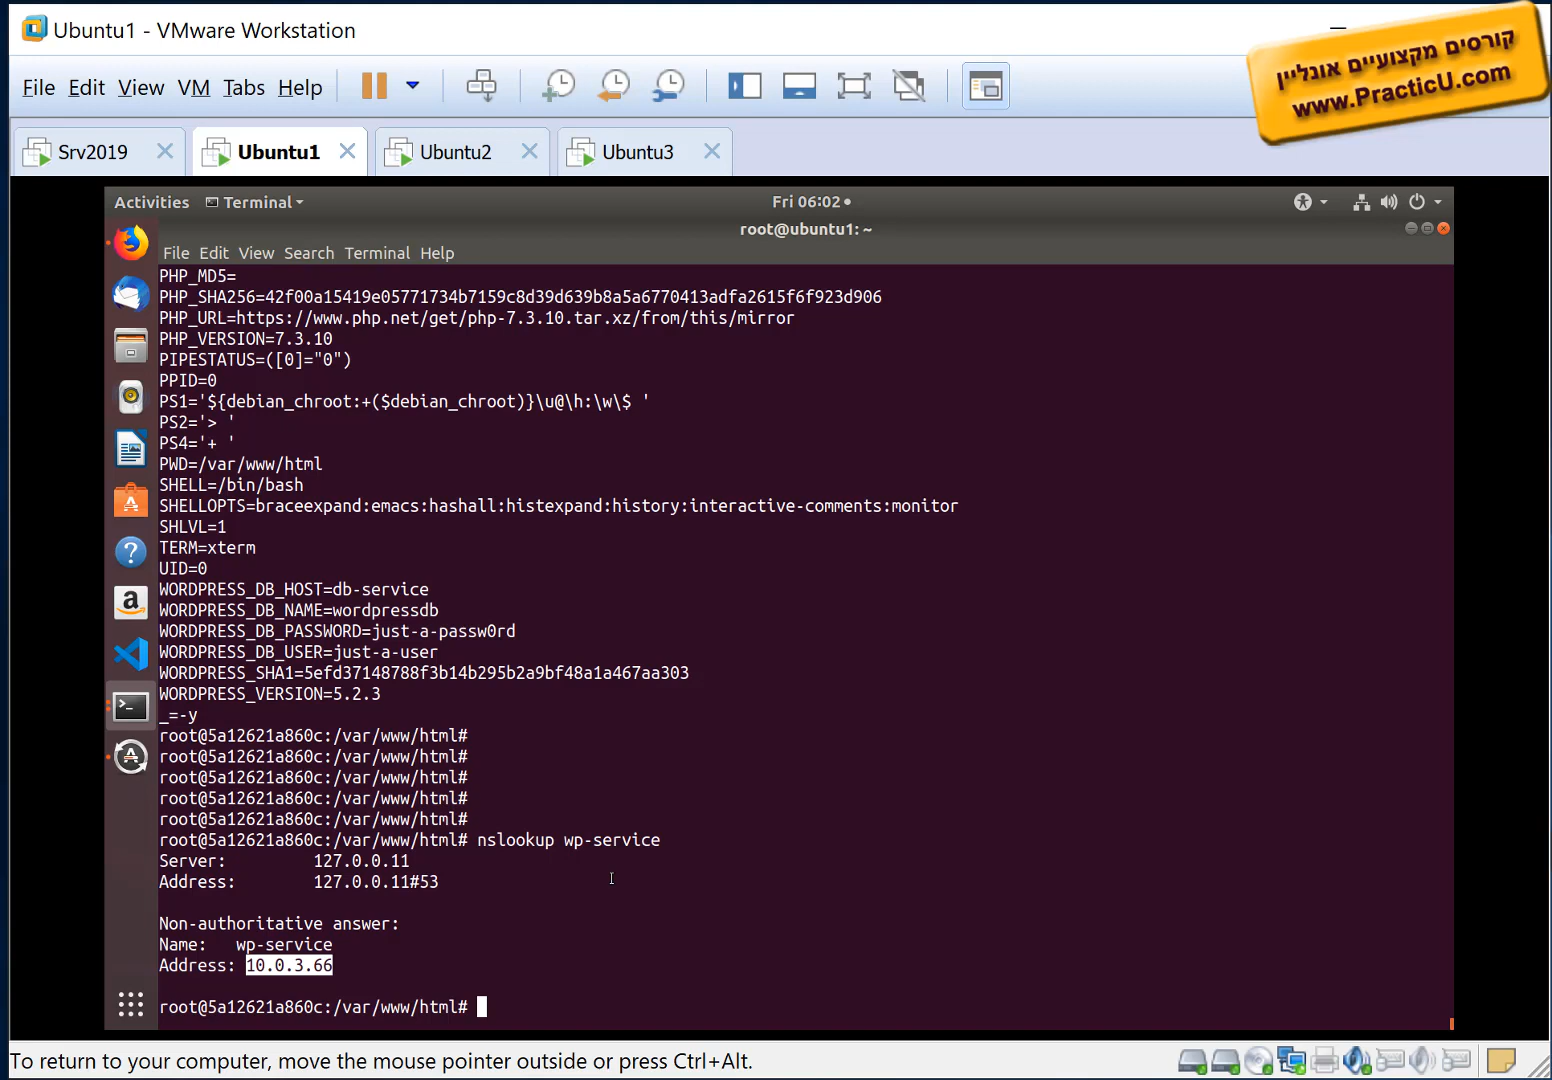 Ubuntu1 - VMware Workstation
קורסים מקצועיים אונליין
www.PracticU.com
File Edit View VM Tabs Help
Srv2019 Ubuntu1 Ubuntu2 Ubuntu3
Activities Terminal Fri 06:02
root@ubuntu1: ~
File Edit View Search Terminal Help
PHP_MD5=
PHP_SHA256=42f00a15419e05771734b7159c8d39d639b8a5a6770413adfa2615f6f923d906
PHP_URL=https://www.php.net/get/php-7.3.10.tar.xz/from/this/mirror
PHP_VERSION=7.3.10
PIPESTATUS=([0]="0")
PPID=0
PS1='${debian_chroot:+($debian_chroot)}\u@\h:\w\$ '
PS2='> '
PS4='+ '
PWD=/var/www/html
SHELL=/bin/bash
SHELLOPTS=braceexpand:emacs:hashall:histexpand:history:interactive-comments:monitor
SHLVL=1
TERM=xterm
UID=0
WORDPRESS_DB_HOST=db-service
WORDPRESS_DB_NAME=wordpressdb
WORDPRESS_DB_PASSWORD=just-a-passw0rd
WORDPRESS_DB_USER=just-a-user
WORDPRESS_SHA1=5efd37148788f3b14b295b2a9bf48a1a467aa303
WORDPRESS_VERSION=5.2.3
_=-y
root@5a12621a860c:/var/www/html#
root@5a12621a860c:/var/www/html#
root@5a12621a860c:/var/www/html#
root@5a12621a860c:/var/www/html#
root@5a12621a860c:/var/www/html#
root@5a12621a860c:/var/www/html# nslookup wp-service
Server: 127.0.0.11
Address: 127.0.0.11#53
Non-authoritative answer:
Name: wp-service
Address: 10.0.3.66
root@5a12621a860c:/var/www/html#
To return to your computer, move the mouse pointer outside or press Ctrl+Alt.